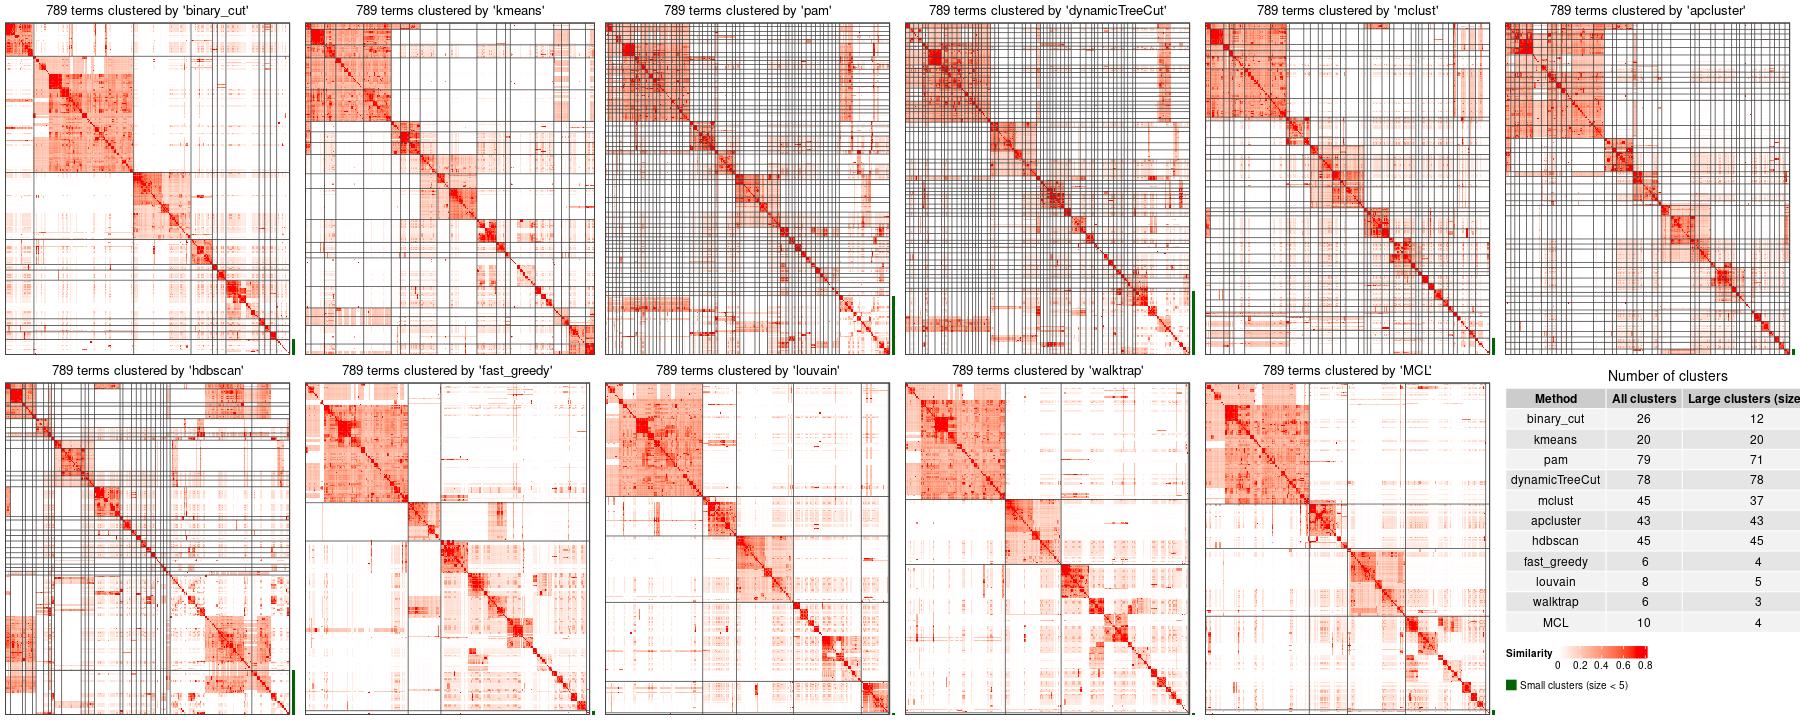 789 terms clustered by 'binary_cut'
789 terms clustered by 'kmeans'
789 terms clustered by 'pam'
789 terms clustered by 'dynamicTreeCut'
789 terms clustered by 'mclust'
789 terms clustered by 'apcluster'
789 terms clustered by 'hdbscan'
789 terms clustered by 'fast_greedy'
789 terms clustered by 'louvain'
789 terms clustered by 'walktrap'
789 terms clustered by 'MCL'
Number of clusters
Method All clusters Large clusters (size
binary_cut 26 12
kmeans 20 20
pam 79 71
dynamicTreeCut 78 78
mclust 45 37
apcluster 43 43
hdbscan 45 45
fast_greedy 6 4
louvain 8 5
walktrap 6 3
MCL 10 4
Similarity
0 0.2 0.4 0.6 0.8
Small clusters (size < 5)